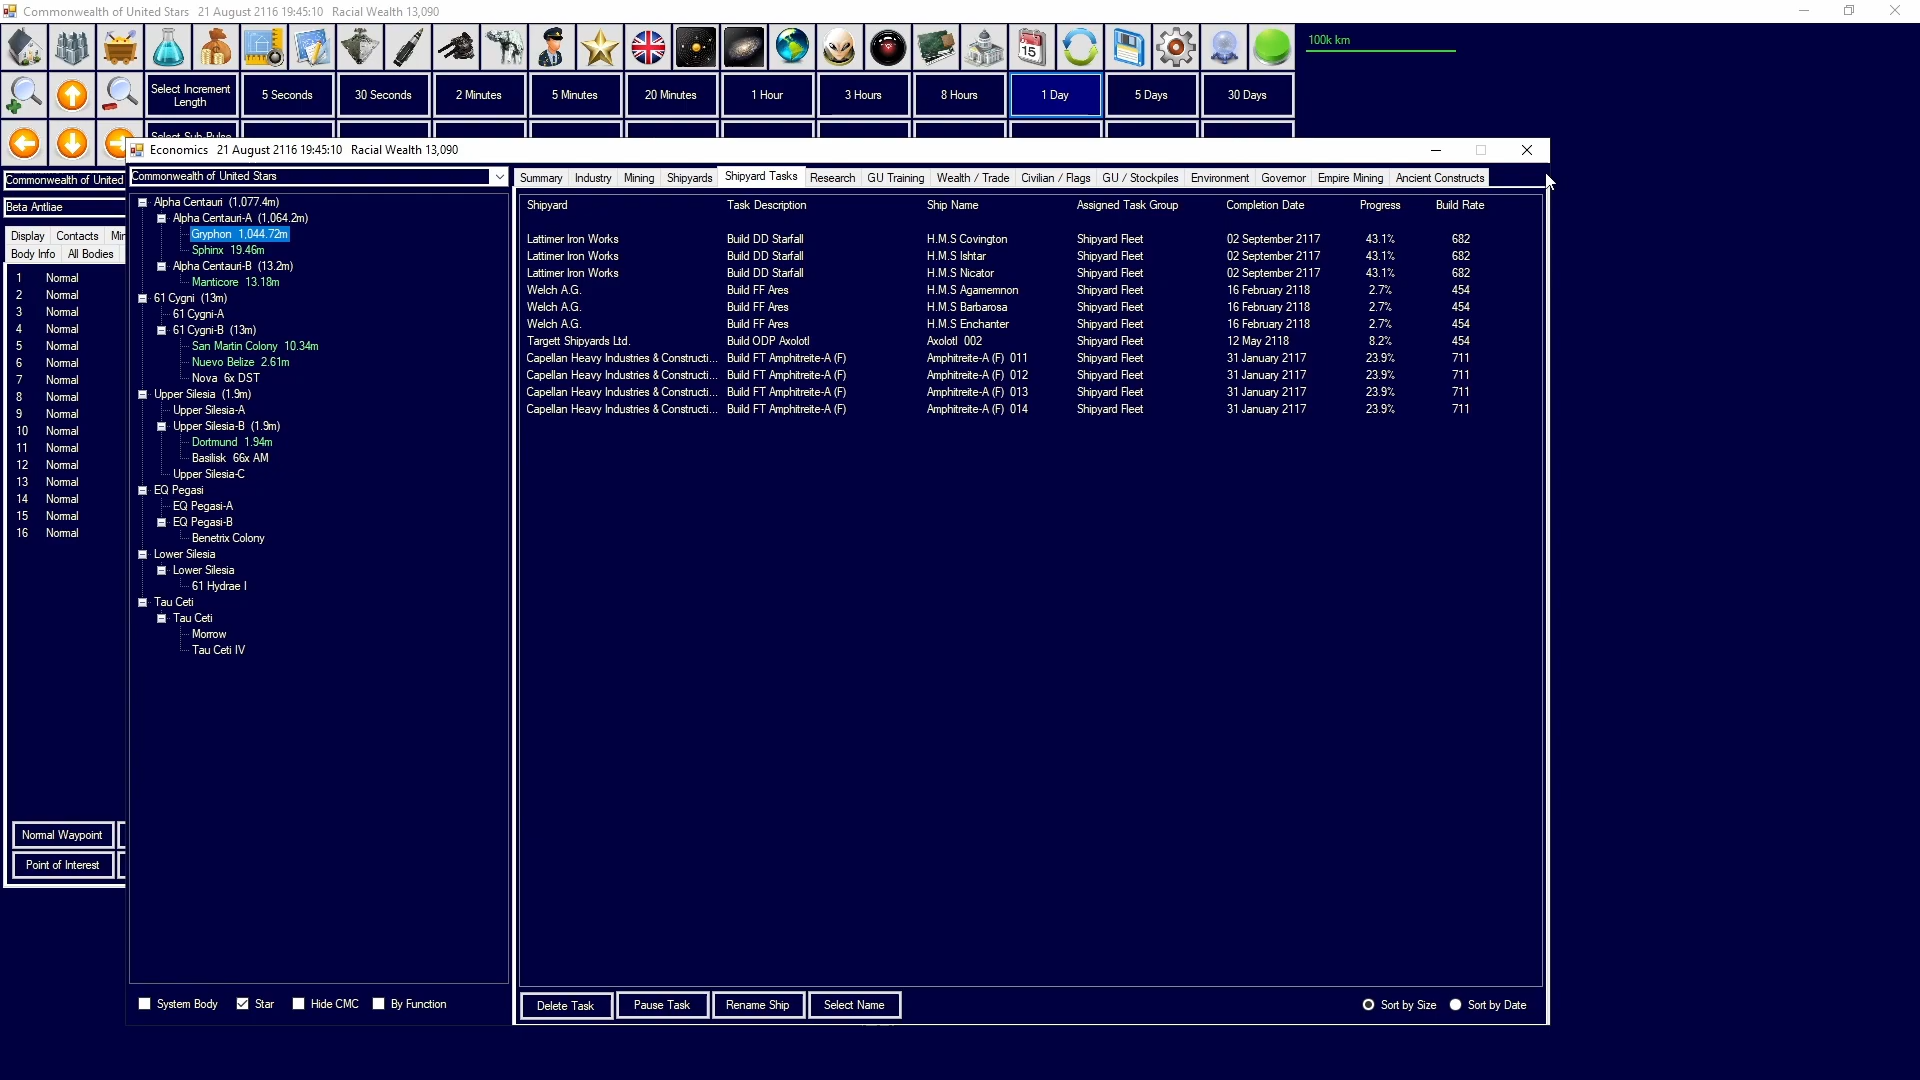 Commonwealth of United Stars   21 August 2116 19:45:10   Racial Wealth 13,090
15
100k km
Select Increment Length
5 Seconds
30 Seconds
2 Minutes
5 Minutes
20 Minutes
1 Hour
3 Hours
8 Hours
1 Day
5 Days
30 Days
Select Sub-Pulse
Economics   21 August 2116 19:45:10   Racial Wealth 13,090
Commonwealth of United
Beta Antliae
Display   Contacts
Body Info   All Bodies
1   Normal
2   Normal
3   Normal
4   Normal
5   Normal
6   Normal
7   Normal
8   Normal
9   Normal
10   Normal
11   Normal
12   Normal
13   Normal
14   Normal
15   Normal
16   Normal
Normal Waypoint
Point of Interest
Commonwealth of United Stars
Alpha Centauri (1,077.4m)
Alpha Centauri-A (1,064.2m)
Gryphon 1,044.72m
Sphinx 19.46m
Alpha Centauri-B (13.2m)
Manticore 13.18m
61 Cygni (13m)
61 Cygni-A
61 Cygni-B (13m)
San Martin Colony 10.34m
Nuevo Belize 2.61m
Nova 6x DST
Upper Silesia (1.9m)
Upper Silesia-A
Upper Silesia-B (1.9m)
Dortmund 1.94m
Basilisk 66x AM
Upper Silesia-C
EQ Pegasi
EQ Pegasi-A
EQ Pegasi-B
Benetrix Colony
Lower Silesia
Lower Silesia
61 Hydrae I
Tau Ceti
Tau Ceti
Morrow
Tau Ceti IV
System Body   Star   Hide CMC   By Function
Summary   Industry   Mining   Shipyards   Shipyard Tasks   Research   GU Training   Wealth / Trade   Civilian / Flags   GU / Stockpiles   Environment   Governor   Empire Mining   Ancient Constructs
Shipyard   Task Description   Ship Name   Assigned Task Group   Completion Date   Progress   Build Rate
Lattimer Iron Works   Build DD Starfall   H.M.S Covington   Shipyard Fleet   02 September 2117   43.1%   682
Lattimer Iron Works   Build DD Starfall   H.M.S Ishtar   Shipyard Fleet   02 September 2117   43.1%   682
Lattimer Iron Works   Build DD Starfall   H.M.S Nicator   Shipyard Fleet   02 September 2117   43.1%   682
Welch A.G.   Build FF Ares   H.M.S Agamemnon   Shipyard Fleet   16 February 2118   2.7%   454
Welch A.G.   Build FF Ares   H.M.S Barbarosa   Shipyard Fleet   16 February 2118   2.7%   454
Welch A.G.   Build FF Ares   H.M.S Enchanter   Shipyard Fleet   16 February 2118   2.7%   454
Targett Shipyards Ltd.   Build ODP Axolotl   Axolotl 002   Shipyard Fleet   12 May 2118   8.2%   454
Capellan Heavy Industries & Constructi...   Build FT Amphitreite-A (F)   Amphitreite-A (F) 011   Shipyard Fleet   31 January 2117   23.9%   711
Capellan Heavy Industries & Constructi...   Build FT Amphitreite-A (F)   Amphitreite-A (F) 012   Shipyard Fleet   31 January 2117   23.9%   711
Capellan Heavy Industries & Constructi...   Build FT Amphitreite-A (F)   Amphitreite-A (F) 013   Shipyard Fleet   31 January 2117   23.9%   711
Capellan Heavy Industries & Constructi...   Build FT Amphitreite-A (F)   Amphitreite-A (F) 014   Shipyard Fleet   31 January 2117   23.9%   711
Delete Task   Pause Task   Rename Ship   Select Name   Sort by Size   Sort by Date